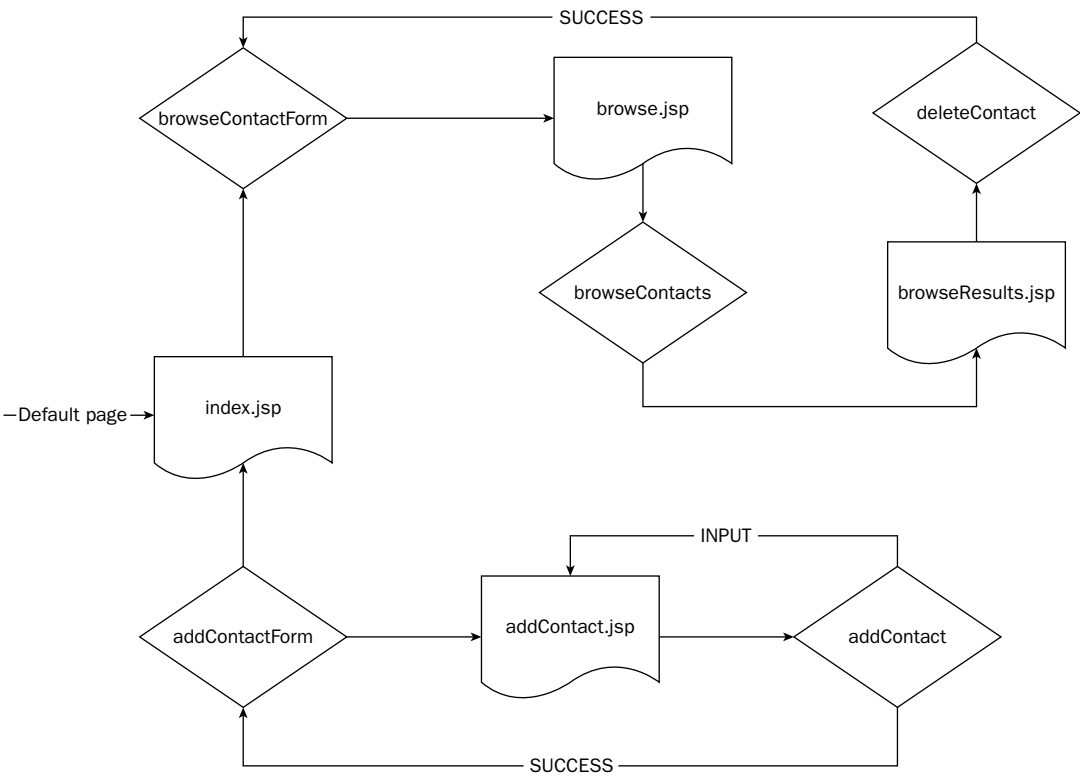 SUCCESS
browseContactForm
browse.jsp
deleteContact
browseContacts
browseResults.jsp
Default page
index.jsp
INPUT
addContactForm
addContact.jsp
addContact
SUCCESS